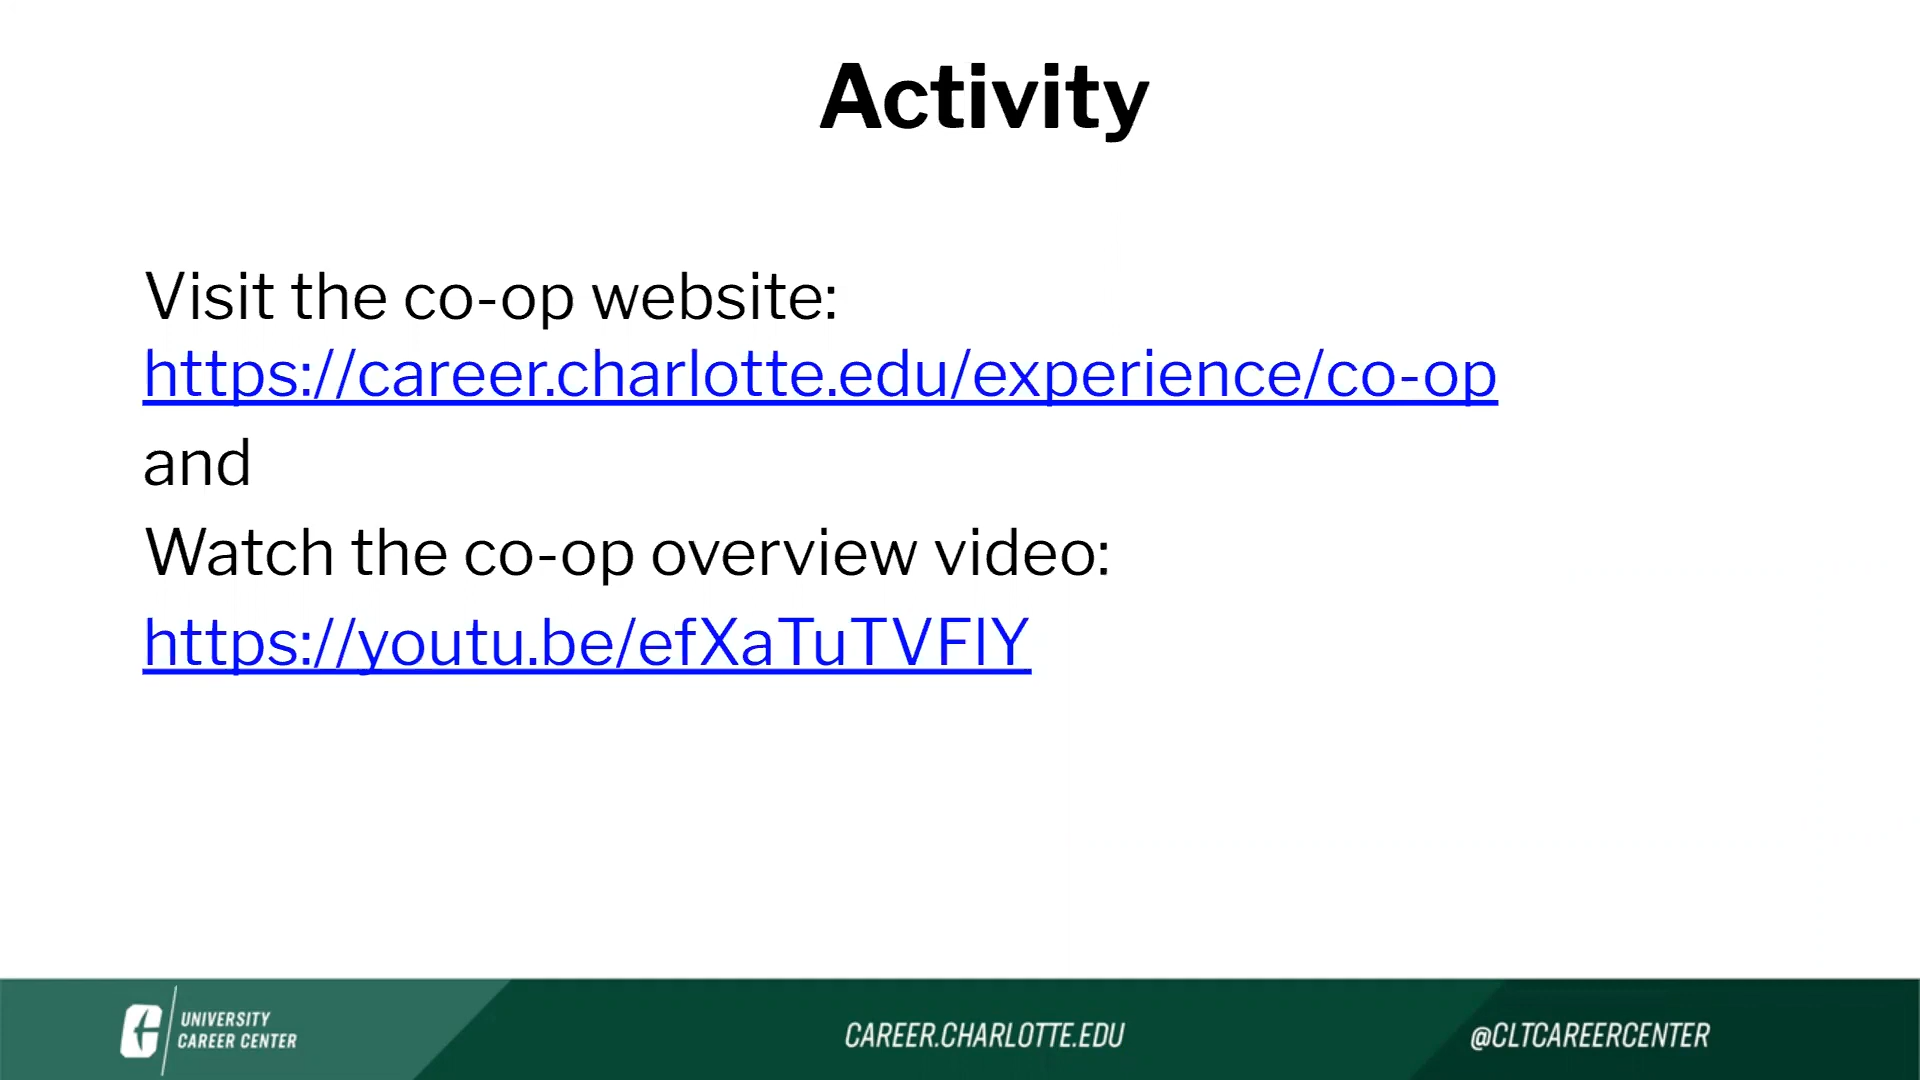 Activity
Visit the co-op website:
https://career.charlotte.edu/experience/co-op
and
Watch the co-op overview video:
https://youtu.be/efXaTuTVFlY
UNIVERSITY
CAREER CENTER
CAREER.CHARLOTTE.EDU
@CLTCAREERCENTER